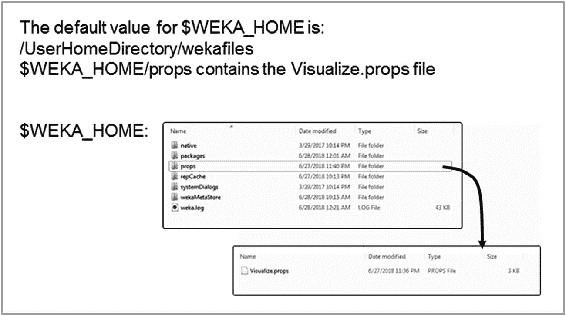 The default value for $WEKA_HOME is:
/UserHomeDirectory/wekafiles
$WEKA_HOME/props contains the Visualize.props file
$WEKA_HOME:
Name Date modified Type Size
native 3/29/2017 10:14 PM File folder
packages 6/28/2018 12:01 AM File folder
props 6/27/2018 11:40 PM File folder
repCache 6/27/2018 10:13 PM File folder
systemDialogs 3/29/2017 10:14 PM File folder
wekaMetaStore 6/28/2018 10:15 AM File folder
weka.log 6/28/2018 12:21 AM LOG File 43 KB
Name Date modified Type Size
Visualize.props 6/27/2018 11:36 PM PROPS File 3 KB